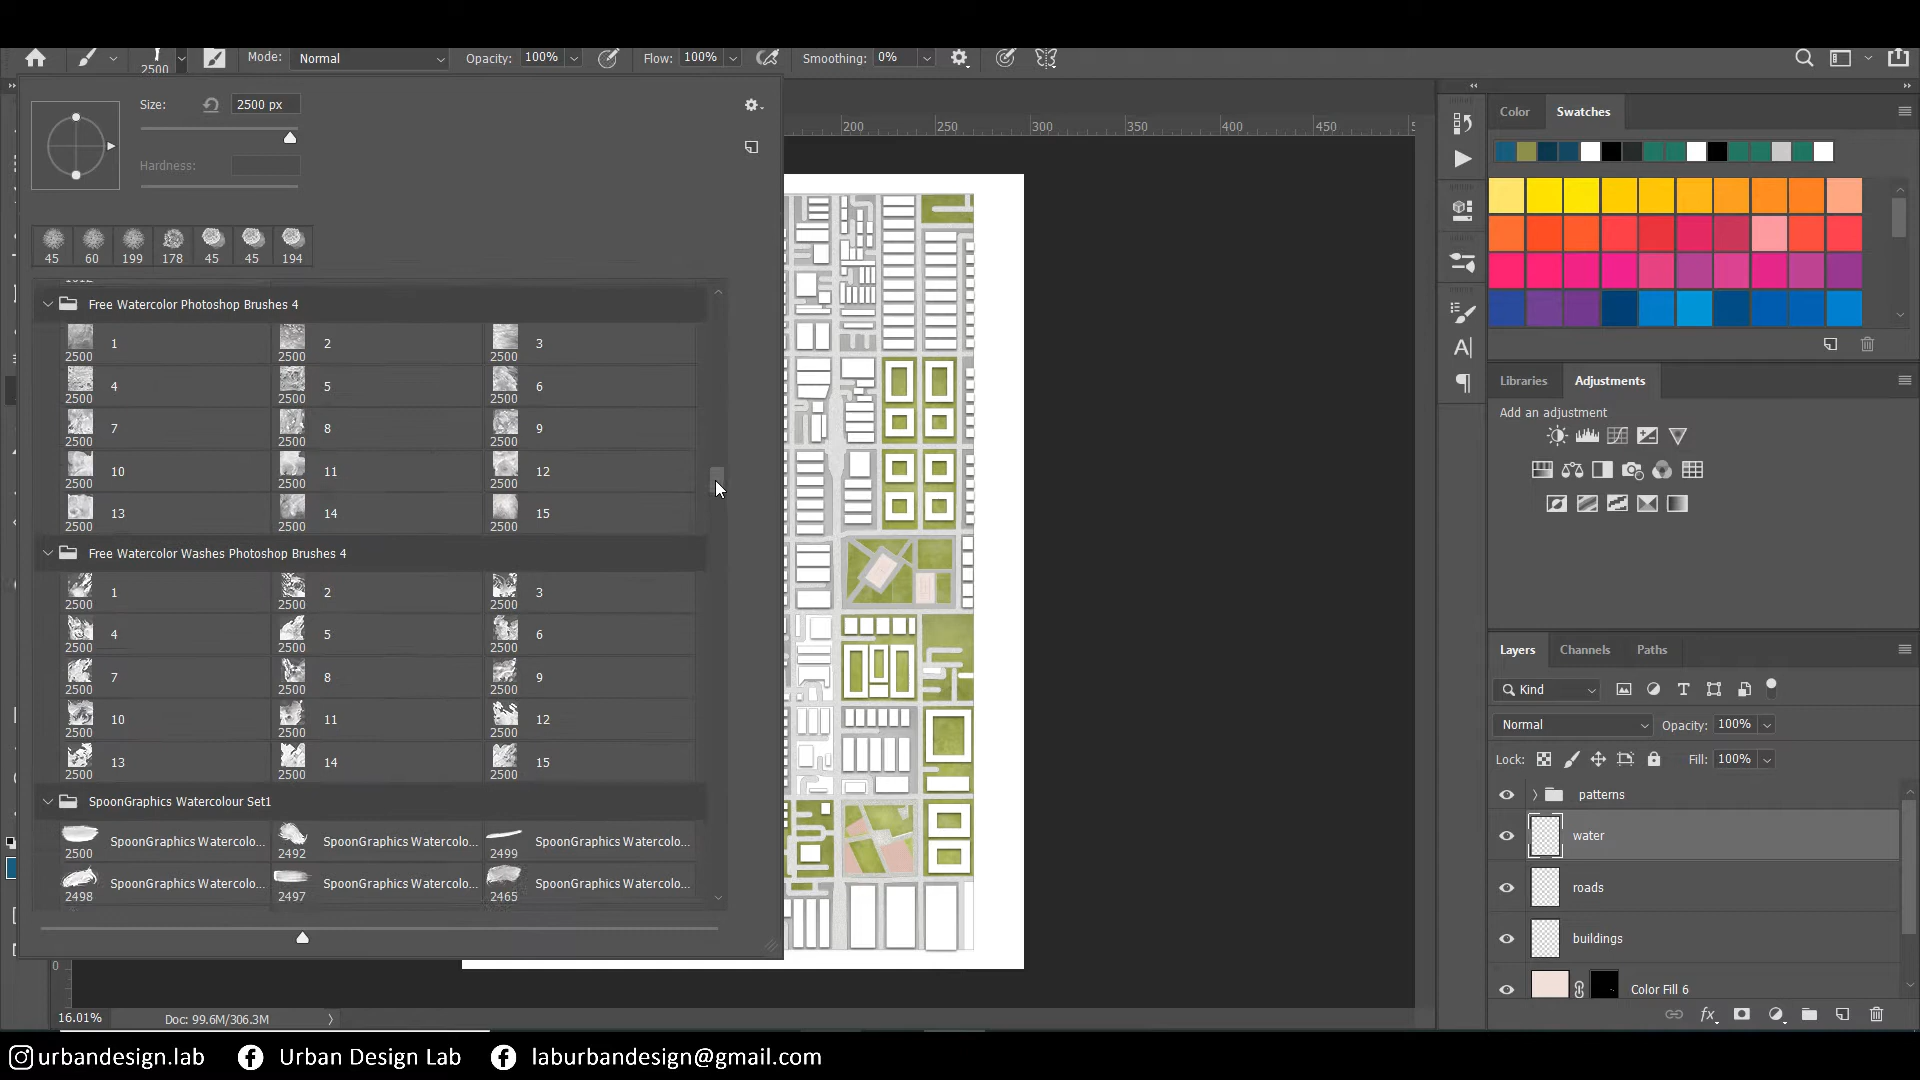 2500
Mode: Normal
Opacity: 100%
Flow: 100%
Smoothing: 0%
Size: 2500 px
Hardness:
45 60 199 178 45 45 194
Free Watercolor Photoshop Brushes 4
1 2 3
2500 2500 2500
4 5 6
2500 2500 2500
7 8 9
2500 2500 2500
10 11 12
2500 2500 2500
13 14 15
2500 2500 2500
Free Watercolor Washes Photoshop Brushes 4
1 2 3
2500 2500 2500
4 5 6
2500 2500 2500
7 8 9
2500 2500 2500
10 11 12
2500 2500 2500
13 14 15
2500 2500 2500
SpoonGraphics Watercolour Set1
SpoonGraphics Watercolo... SpoonGraphics Watercolo... SpoonGraphics Watercolo...
2500 2492 2499
SpoonGraphics Watercolo... SpoonGraphics Watercolo... SpoonGraphics Watercolo...
2498 2497 2465
200 250 300 350 400 450
0
16.01% Doc: 99.6M/306.3M
Color Swatches
Libraries Adjustments
Add an adjustment
Layers Channels Paths
Kind
Normal Opacity: 100%
Lock: Fill: 100%
patterns
water
roads
buildings
Color Fill 6
fx
urbandesign.lab Urban Design Lab laburbandesign@gmail.com